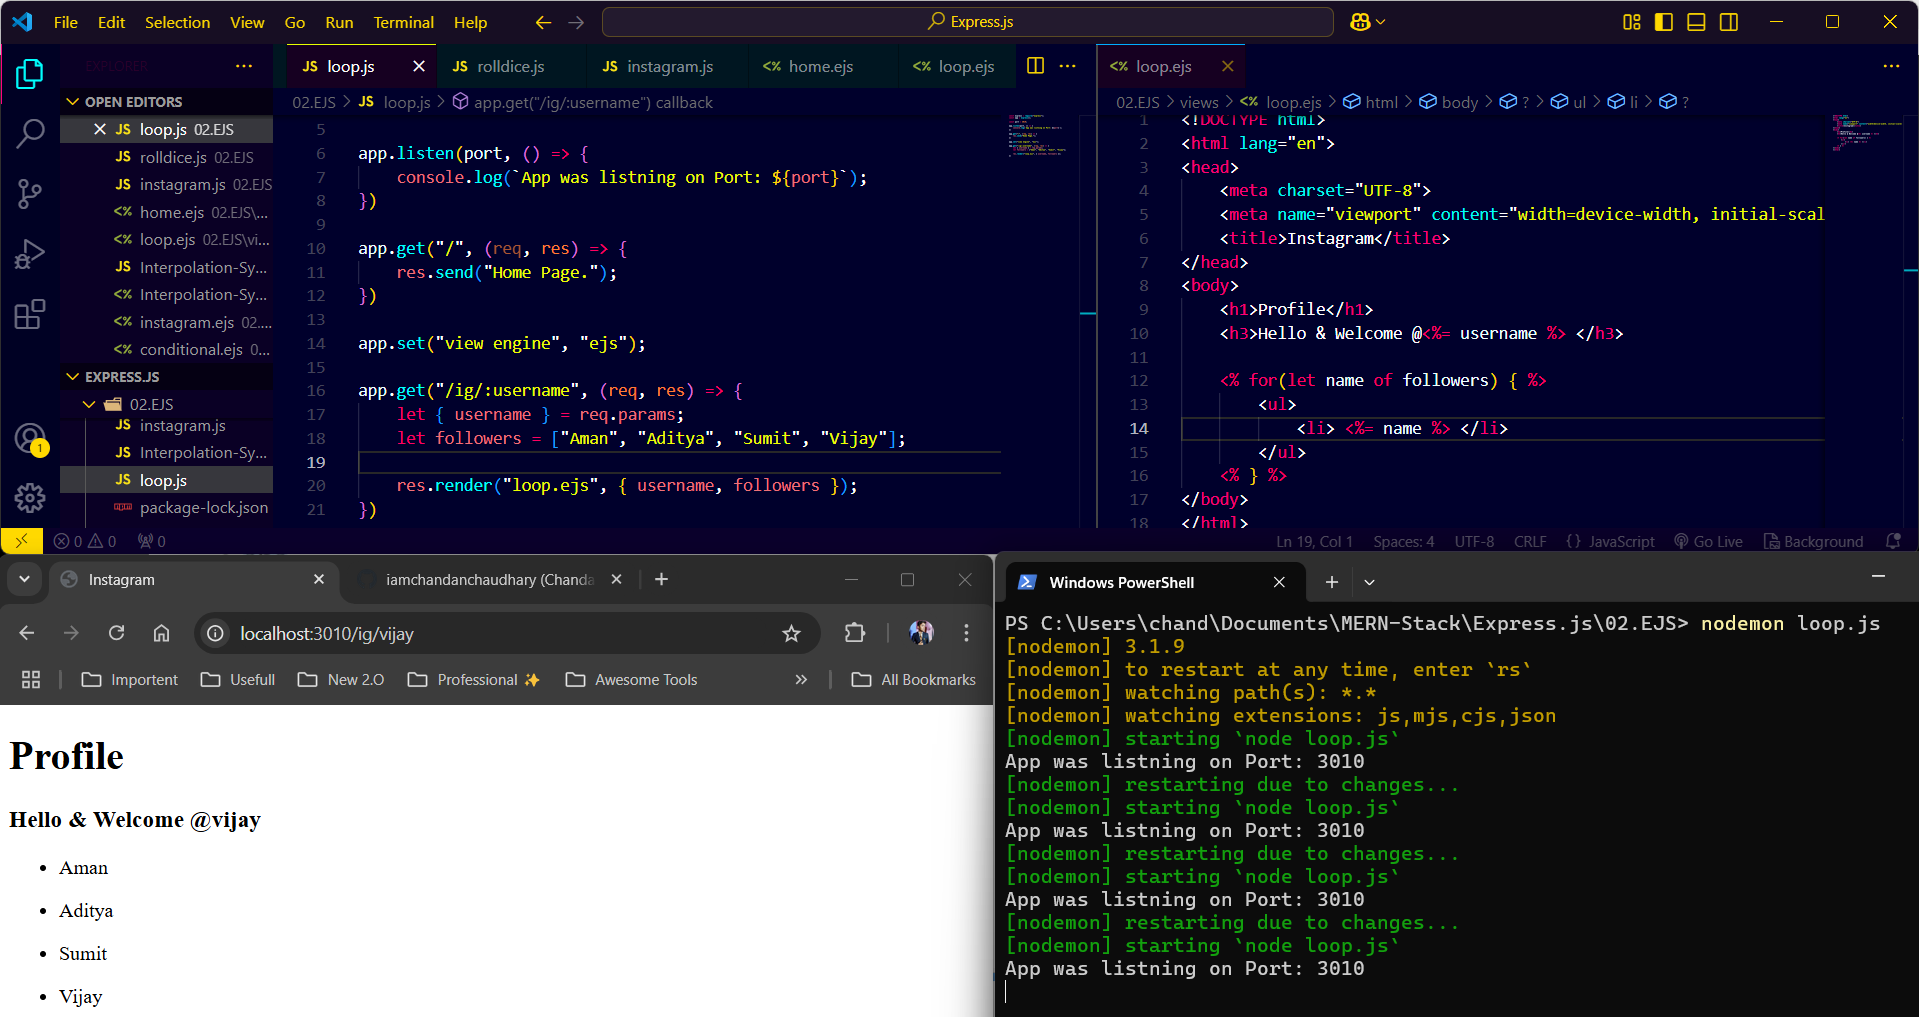 File Edit Selection View Go Run Terminal Help
Express.js
EXPLORER
OPEN EDITORS
loop.js 02.EJS
rolldice.js 02.EJS
instagram.js 02.EJS
home.ejs 02.EJS\...
loop.ejs 02.EJS\vi...
Interpolation-Sy...
Interpolation-Sy...
instagram.ejs 02....
conditional.ejs 0...
EXPRESS.JS
02.EJS
instagram.js
Interpolation-Sy...
loop.js
package-lock.json
loop.js rolldice.js instagram.js home.ejs loop.ejs
02.EJS > loop.js > app.get("/ig/:username") callback
5
6 app.listen(port, () => {
7 console.log(`App was listning on Port: ${port}`);
8 })
9
10 app.get("/", (req, res) => {
11 res.send("Home Page.");
12 })
13
14 app.set("view engine", "ejs");
15
16 app.get("/ig/:username", (req, res) => {
17 let { username } = req.params;
18 let followers = ["Aman", "Aditya", "Sumit", "Vijay"];
19
20 res.render("loop.ejs", { username, followers });
21 })
loop.ejs
02.EJS > views > loop.ejs > html > body > ? > ul > li > ?
1 <!DOCTYPE html>
2 <html lang="en">
3 <head>
4 <meta charset="UTF-8">
5 <meta name="viewport" content="width=device-width, initial-scal
6 <title>Instagram</title>
7 </head>
8 <body>
9 <h1>Profile</h1>
10 <h3>Hello & Welcome @<%= username %> </h3>
11
12 <% for(let name of followers) { %>
13 <ul>
14 <li> <%= name %> </li>
15 </ul>
16 <% } %>
17 </body>
18 </html>
0 0 0
Ln 19, Col 1 Spaces: 4 UTF-8 CRLF {} JavaScript Go Live Background
Instagram
iamchandanchaudhary (Chanda
localhost:3010/ig/vijay
Importent Usefull New 2.O Professional ✨ Awesome Tools » All Bookmarks
Profile
Hello & Welcome @vijay
• Aman
• Aditya
• Sumit
• Vijay
Windows PowerShell
PS C:\Users\chand\Documents\MERN-Stack\Express.js\02.EJS> nodemon loop.js
[nodemon] 3.1.9
[nodemon] to restart at any time, enter `rs`
[nodemon] watching path(s): *.*
[nodemon] watching extensions: js,mjs,cjs,json
[nodemon] starting `node loop.js`
App was listning on Port: 3010
[nodemon] restarting due to changes...
[nodemon] starting `node loop.js`
App was listning on Port: 3010
[nodemon] restarting due to changes...
[nodemon] starting `node loop.js`
App was listning on Port: 3010
[nodemon] restarting due to changes...
[nodemon] starting `node loop.js`
App was listning on Port: 3010